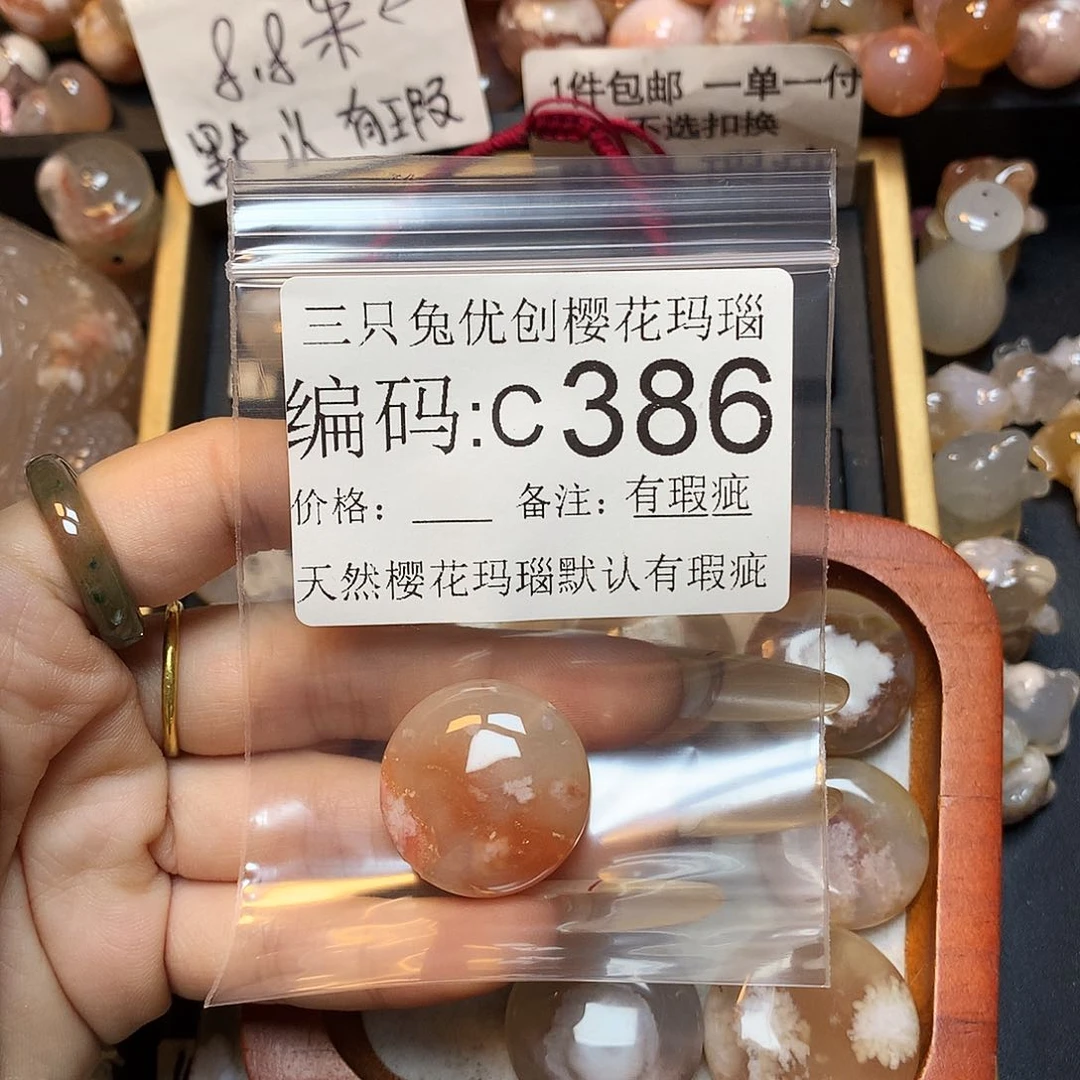 8.8米
默认有瑕
1件包邮 一单一付
不选扣换
三只兔优创樱花玛瑙
编码:C386
价格：____ 备注：有瑕疵
天然樱花玛瑙默认有瑕疵